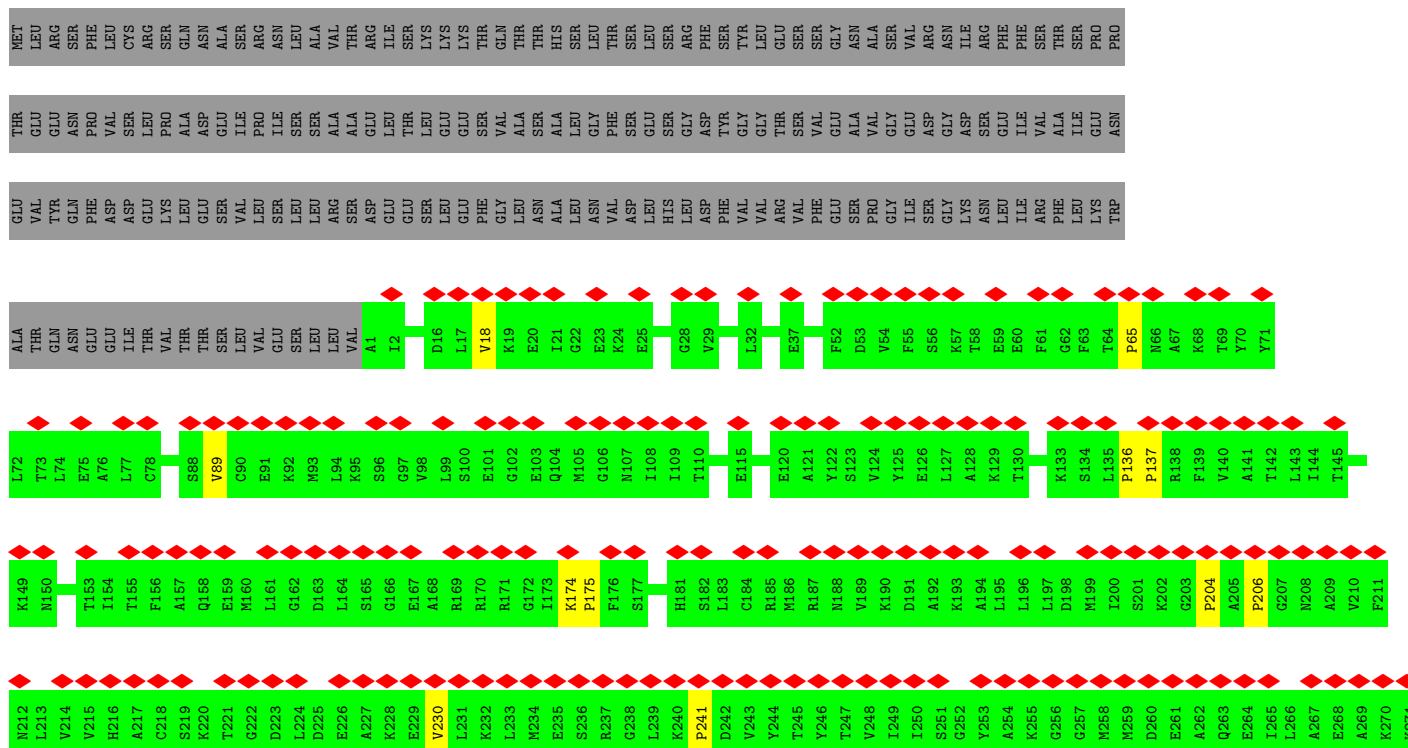 MET LEU ARG SER PHE LEU CYS ARG SER GLN ASN ALA SER ARG ASN LEU ALA VAL THR ARG ILE SER LYS LYS LYS THR GLN THR THR HIS SER LEU THR SER LEU SER ARG PHE SER TYR LEU GLU SER SER GLY ASN ALA SER VAL ARG ASN ILE ARG PHE PHE SER THR SER PRO PRO
THR GLU GLU ASN PRO VAL SER LEU PRO ALA ASP GLU ILE PRO ILE SER SER ALA ALA GLU LEU THR LEU GLU GLU SER VAL ALA SER ALA LEU GLY PHE SER GLU SER GLY ASP TYR GLY GLY THR SER VAL GLU ALA VAL GLY GLU ASP GLY ASP SER GLU ILE VAL ALA ILE GLU ASN
GLU VAL TYR GLN PHE ASP ASP GLU LYS LEU GLU SER VAL LEU SER LEU LEU ARG SER ASP GLU GLU SER LEU GLU PHE GLY LEU ASN ALA LEU ASN VAL ASP LEU HIS LEU ASP PHE VAL VAL ARG VAL PHE GLU SER PRO GLY ILE SER GLY LYS ASN LEU ILE ARG PHE LEU LYS TRP
ALA THR GLN ASN GLU GLU ILE THR VAL THR THR SER LEU VAL GLU SER LEU LEU VAL A1 I2 D16 L17 V18 K19 E20 I21 G22 E23 K24 E25 G28 V29 L32 E37 F52 D53 V54 F55 S56 K57 T58 E59 E60 F61 G62 F63 T64 P65 N66 A67 K68 T69 Y70 Y71
L72 T73 L74 E75 A76 L77 C78 S88 V89 C90 E91 K92 M93 L94 K95 S96 G97 V98 L99 S100 E101 G102 E103 Q104 M105 G106 N107 I108 I109 T110 E115 E120 A121 Y122 S123 V124 Y125 E126 L127 A128 K129 T130 K133 S134 L135 P136 P137 R138 F139 V140 A141 T142 L143 I144 T145
K149 N150 T153 I154 T155 F156 A157 Q158 E159 M160 L161 G162 D163 L164 S165 G166 E167 A168 R169 R170 R171 G172 I173 K174 P175 F176 S177 H181 S182 L183 C184 R185 M186 R187 N188 V189 K190 D191 A192 K193 A194 L195 L196 L197 D198 M199 I200 S201 K202 G203 P204 A205 P206 G207 N208 A209 V210 F211
N212 L213 V214 V215 H216 A217 C218 S219 K220 T221 G222 D223 L224 D225 E226 A227 K228 E229 V230 L231 K232 L233 M234 E235 S236 R237 G238 L239 K240 P241 D242 V243 Y244 T245 Y246 T247 V248 I249 I250 S251 G252 Y253 A254 K255 G256 G257 M258 M259 D260 E261 A262 Q263 E264 I265 L266 A267 E268 A269 K270